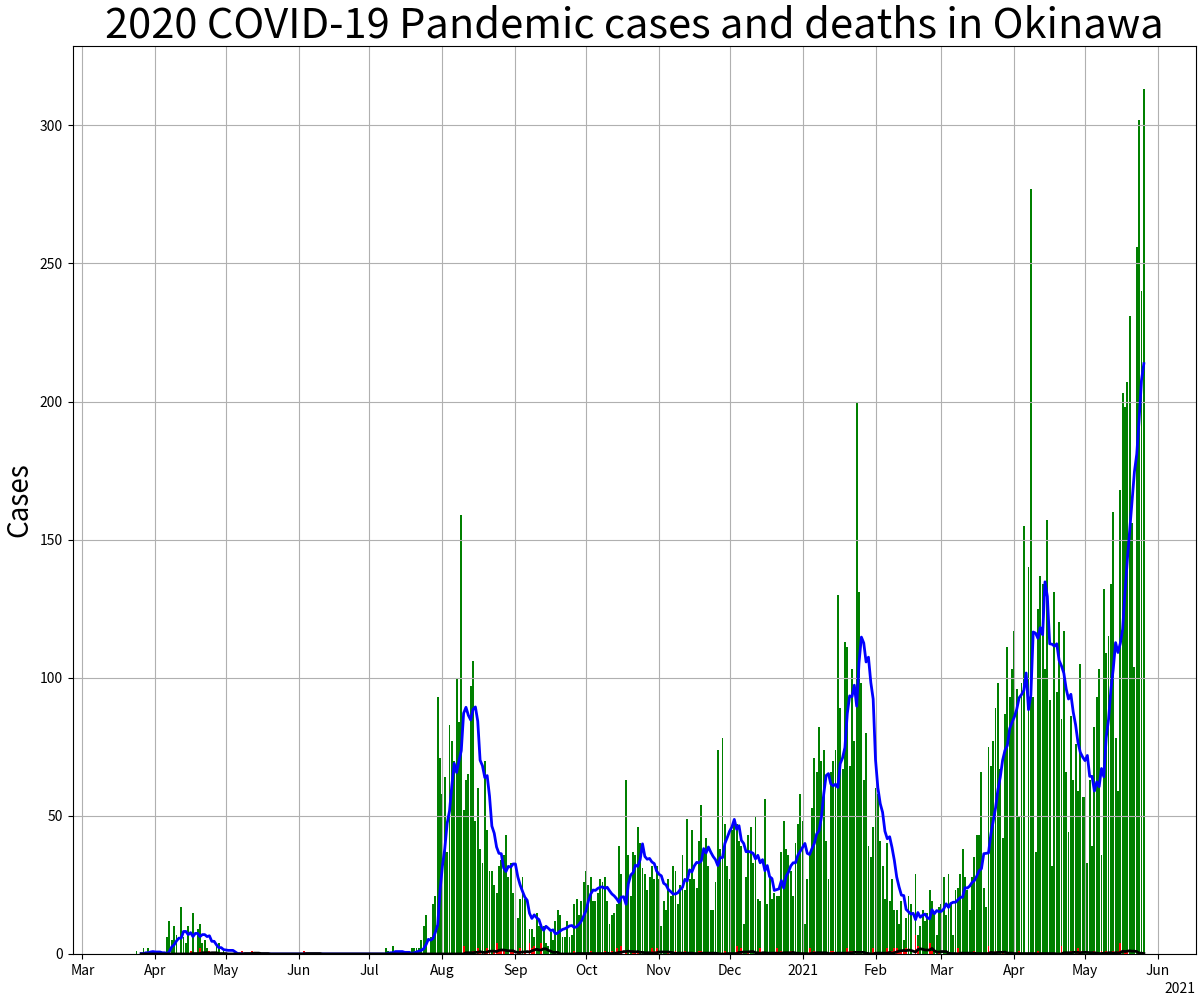 2020 COVID-19 Pandemic cases and deaths in Okinawa
Cases
300
250
200
150
100
50
0
Mar Apr May Jun Jul Aug Sep Oct Nov Dec 2021 Feb Mar Apr May Jun
2021